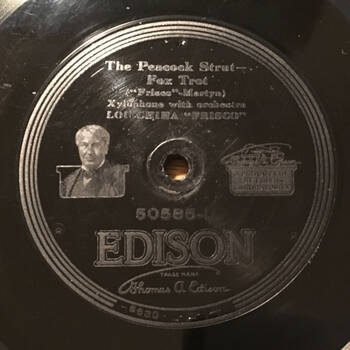 The Peacock Strut—
Fox Trot
("Frisco"-Martyn)
Xylophone with orchestra
LOU CHIHA "FRISCO"
50585-
EDISON
TRADE MARK
Thomas A Edison
5630